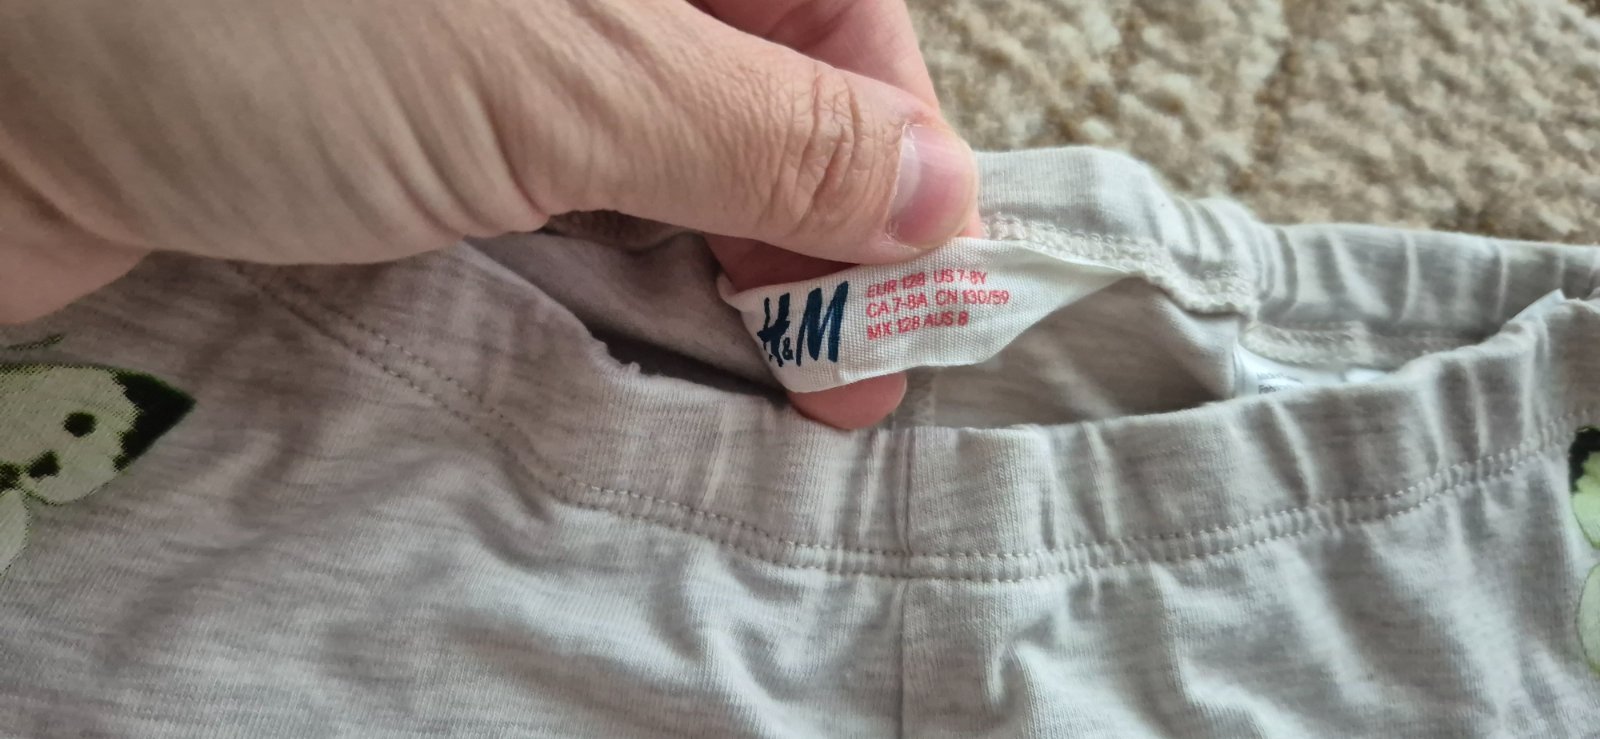 H&M
EUR 128 US 7-8Y
CA 7-8A CN 130/59
MX 128 AUS 8